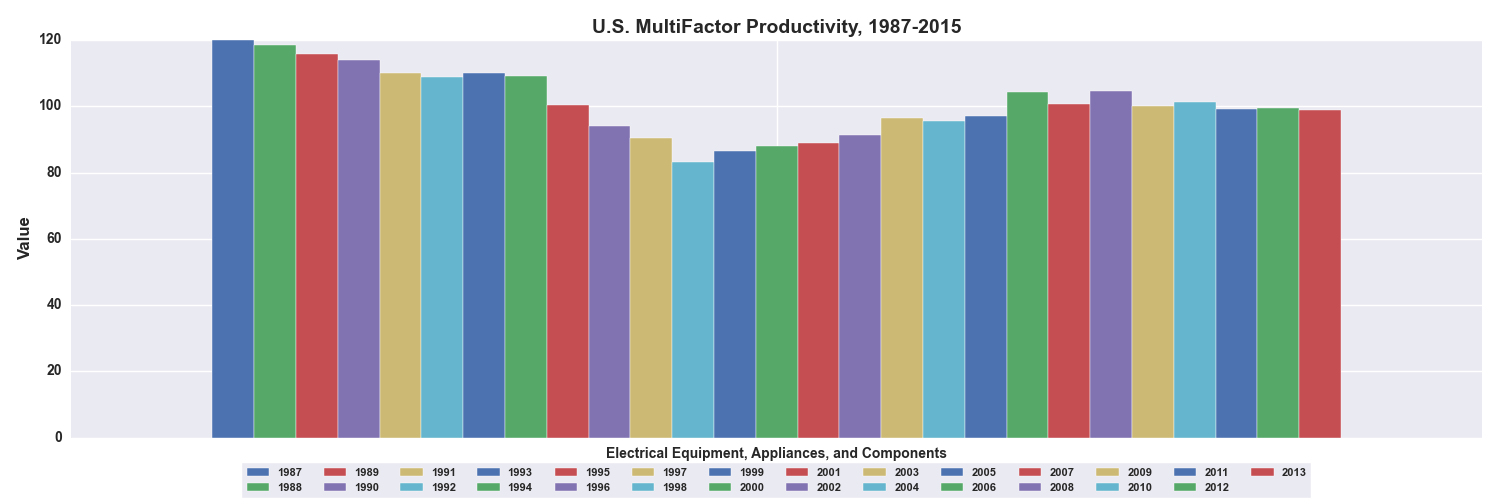 U.S. MultiFactor Productivity, 1987-2015
120
100
80
60
40
20
0
Value
Electrical Equipment, Appliances, and Components
1987 1989 1991 1993 1995 1997 1999 2001 2003 2005 2007 2009 2011 2013
1988 1990 1992 1994 1996 1998 2000 2002 2004 2006 2008 2010 2012